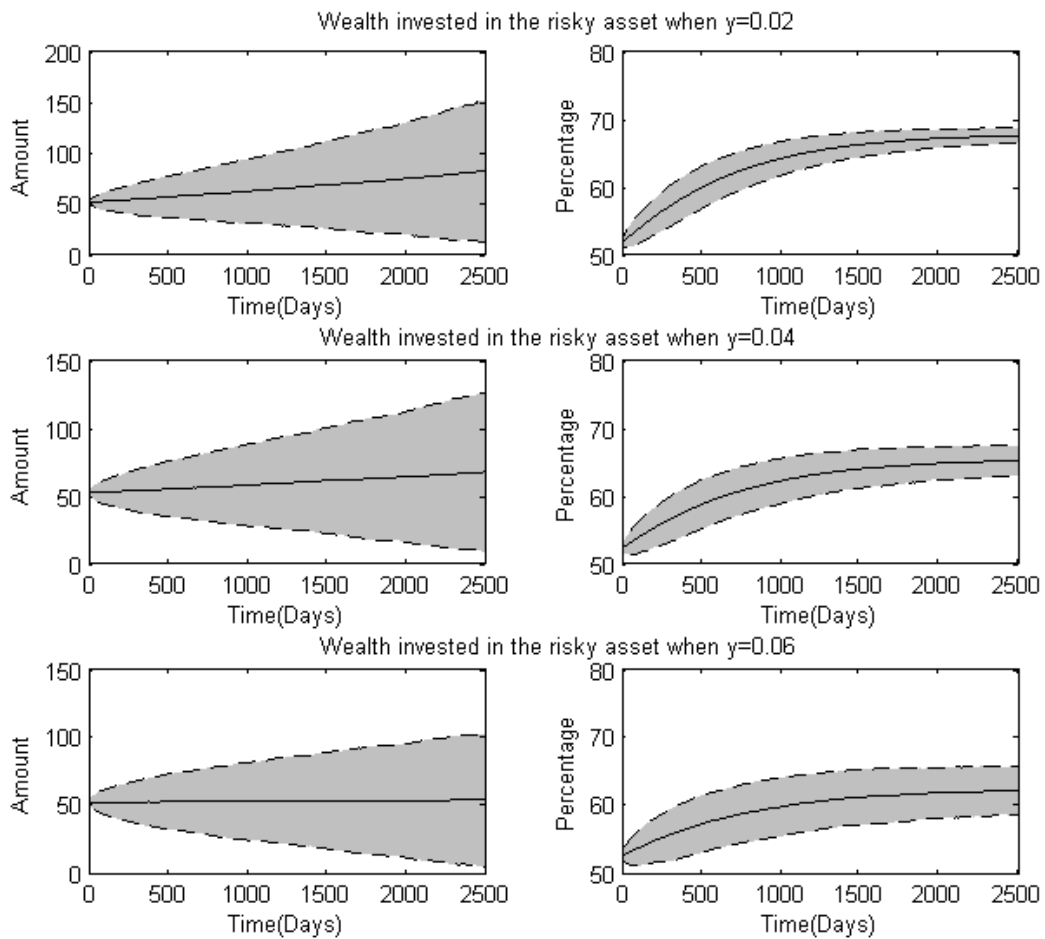 Wealth invested in the risky asset when y=0.02
200
150
100
50
0
Amount
0 500 1000 1500 2000 2500
Time(Days)
80
70
60
50
Percentage
0 500 1000 1500 2000 2500
Time(Days)
Wealth invested in the risky asset when y=0.04
150
100
50
0
Amount
0 500 1000 1500 2000 2500
Time(Days)
80
70
60
50
Percentage
0 500 1000 1500 2000 2500
Time(Days)
Wealth invested in the risky asset when y=0.06
150
100
50
0
Amount
0 500 1000 1500 2000 2500
Time(Days)
80
70
60
50
Percentage
0 500 1000 1500 2000 2500
Time(Days)